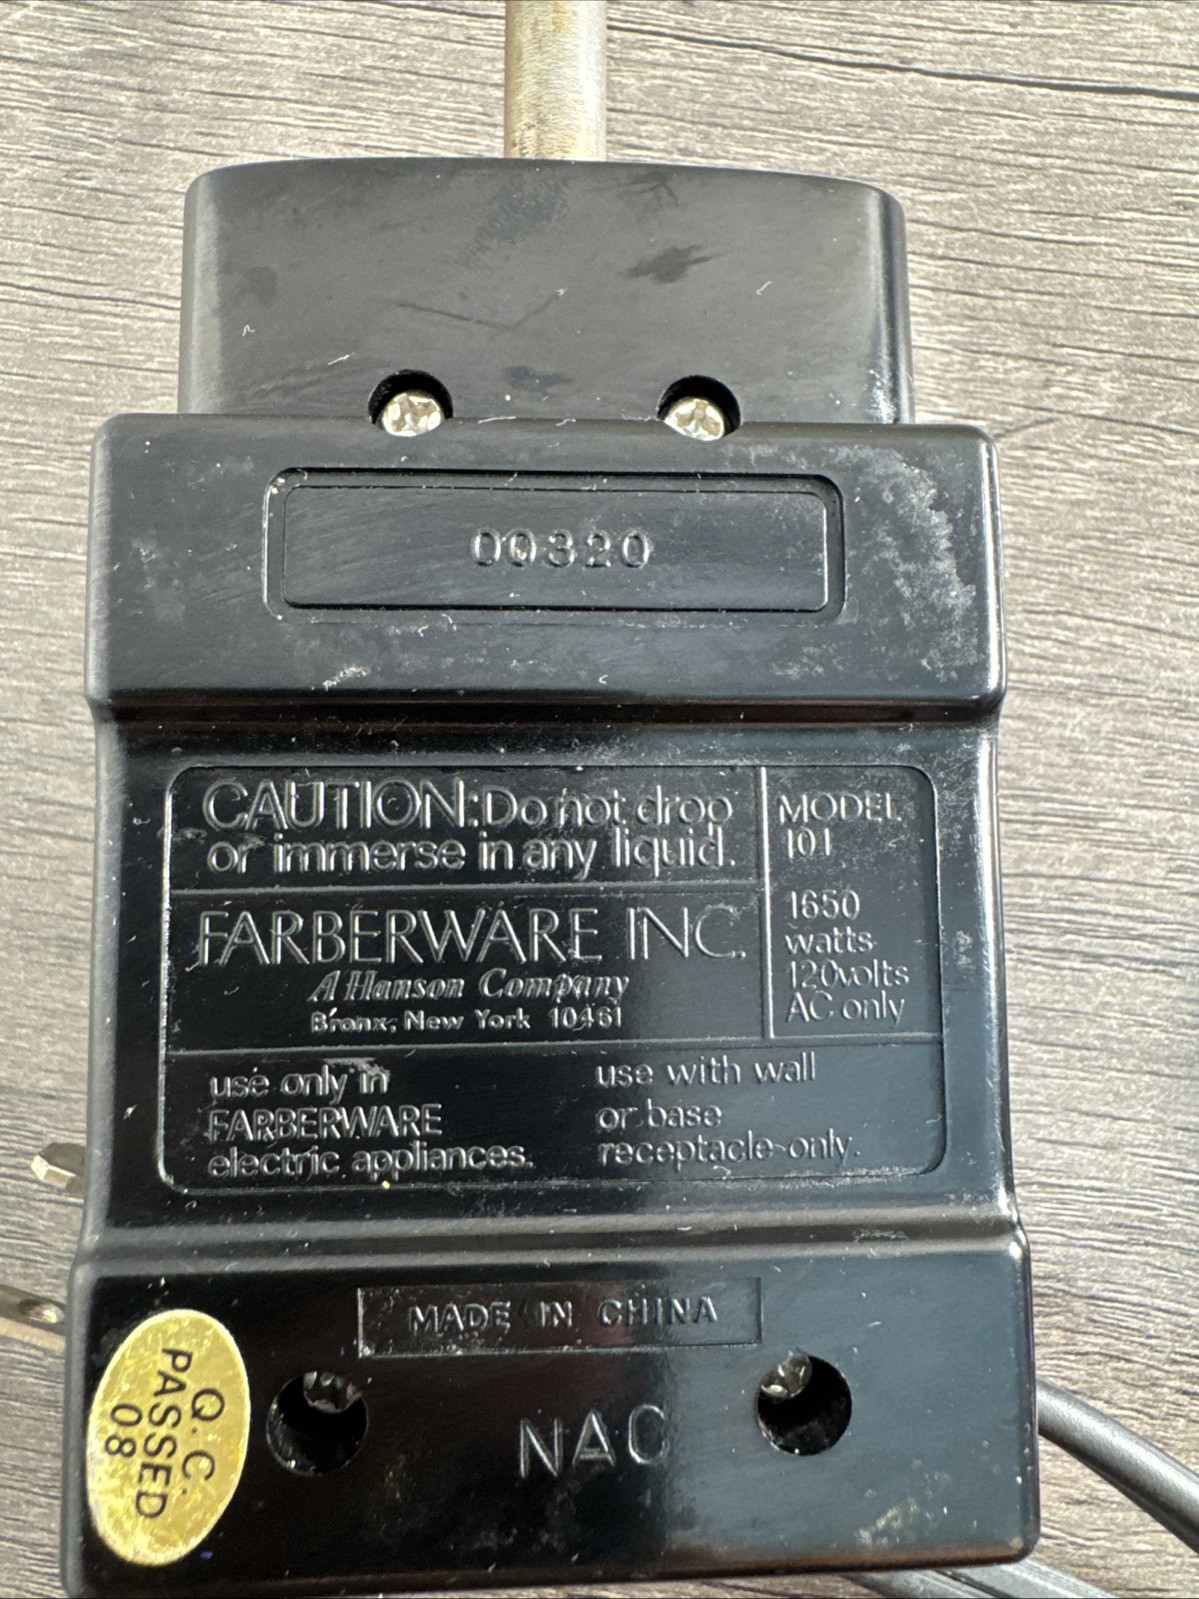 00320
CAUTION: Do not drop
or immerse in any liquid.
MODEL
101
1650
watts
120volts
AC only
FARBERWARE INC.
A Hanson Company
Bronx, New York 10461
use only in
FARBERWARE
electric appliances.
use with wall
or base
receptacle only.
MADE IN CHINA
NAC
Q.C.
PASSED
08